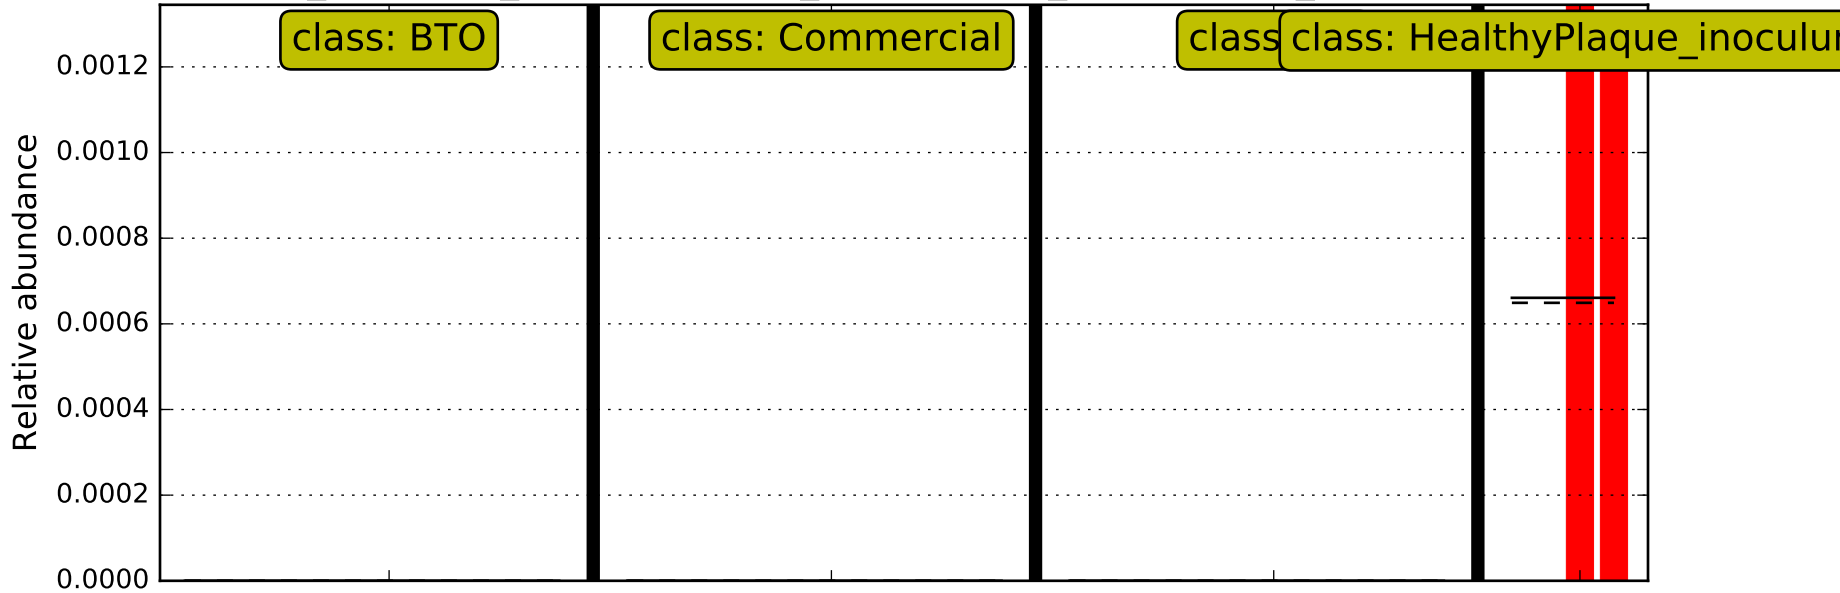 class: BTO
class: Commercial
class
class: HealthyPlaque_inoculu
0.0012
0.0010
0.0008
0.0006
0.0004
0.0002
0.0000
Relative abundance